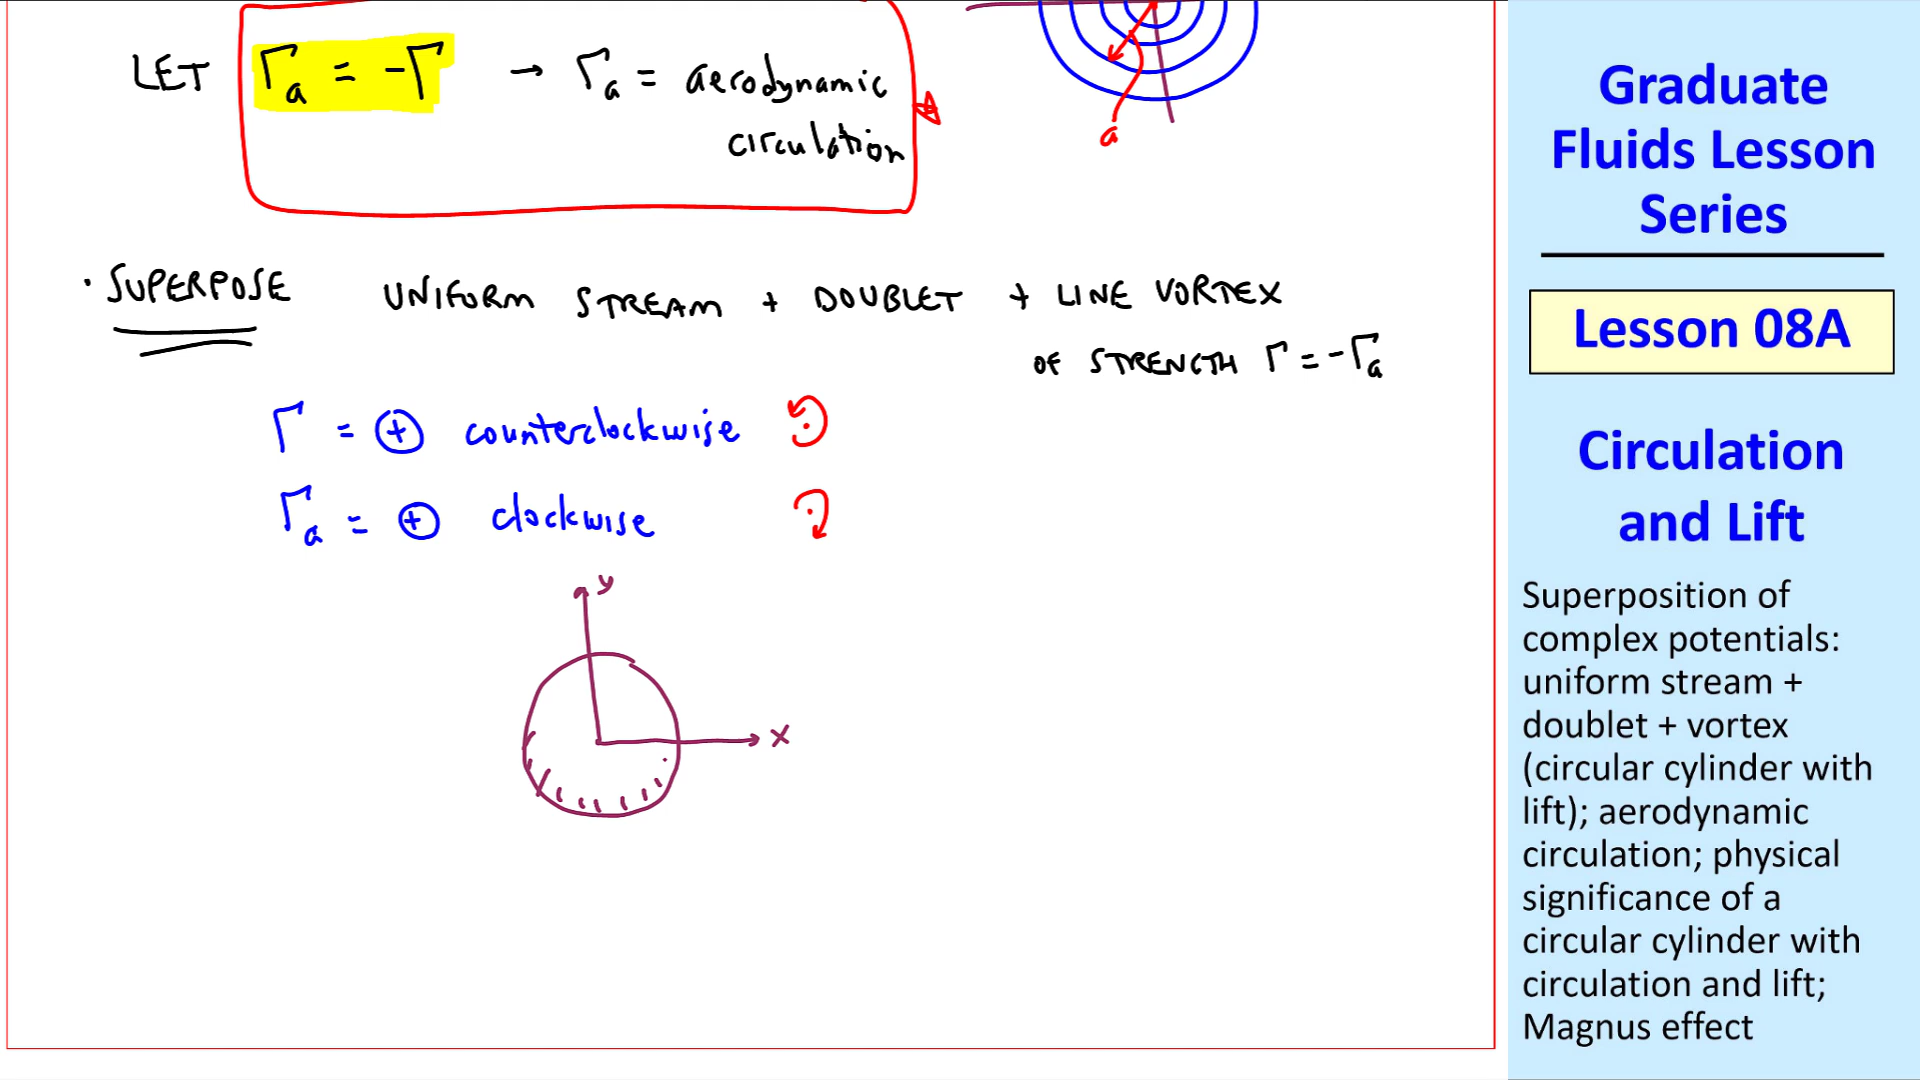 LET Γa = -Γ → Γa = aerodynamic
circulation
a
• SUPERPOSE UNIFORM STREAM + DOUBLET + LINE VORTEX
OF STRENGTH Γ = -Γa
Γ = + counterclockwise
Γa = + clockwise
y
x
Graduate
Fluids Lesson
Series
Lesson 08A
Circulation
and Lift
Superposition of
complex potentials:
uniform stream +
doublet + vortex
(circular cylinder with
lift); aerodynamic
circulation; physical
significance of a
circular cylinder with
circulation and lift;
Magnus effect